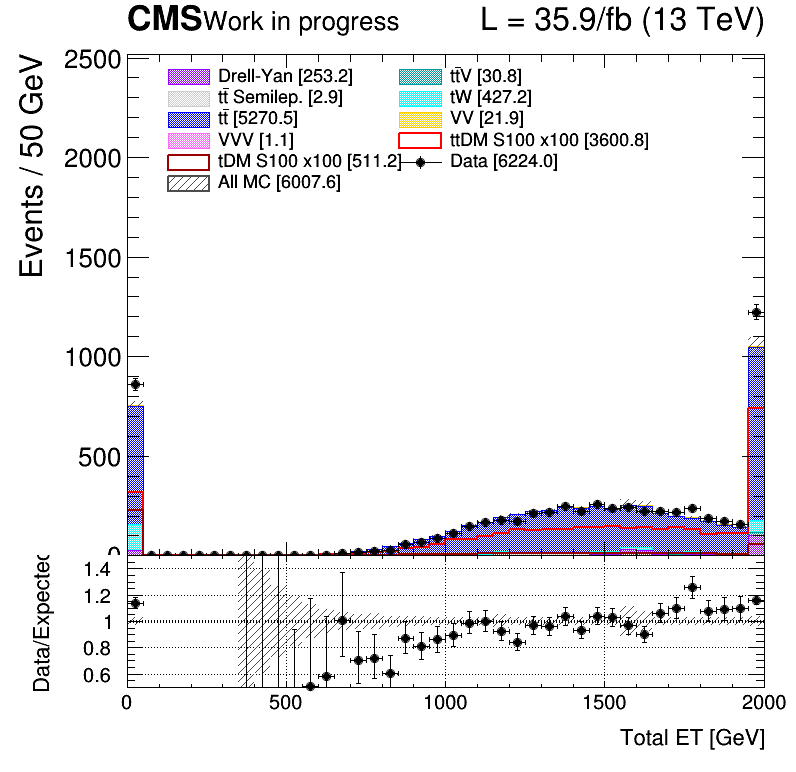 CMS Work in progress L = 35.9/fb (13 TeV)
Events / 50 GeV
2500
2000
1500
1000
500
0
Drell-Yan [253.2] tt̄V [30.8]
tt̄ Semilep. [2.9] tW [427.2]
tt̄ [5270.5] VV [21.9]
VVV [1.1] ttDM S100 x100 [3600.8]
tDM S100 x100 [511.2] Data [6224.0]
All MC [6007.6]
Data/Expected
1.4
1.2
1
0.8
0.6
0 500 1000 1500 2000
Total ET [GeV]